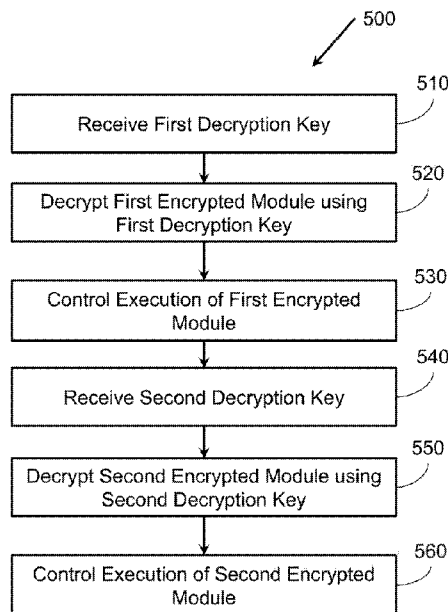 500
510
Receive First Decryption Key
520
Decrypt First Encrypted Module using
First Decryption Key
530
Control Execution of First Encrypted
Module
540
Receive Second Decryption Key
550
Decrypt Second Encrypted Module using
Second Decryption Key
560
Control Execution of Second Encrypted
Module